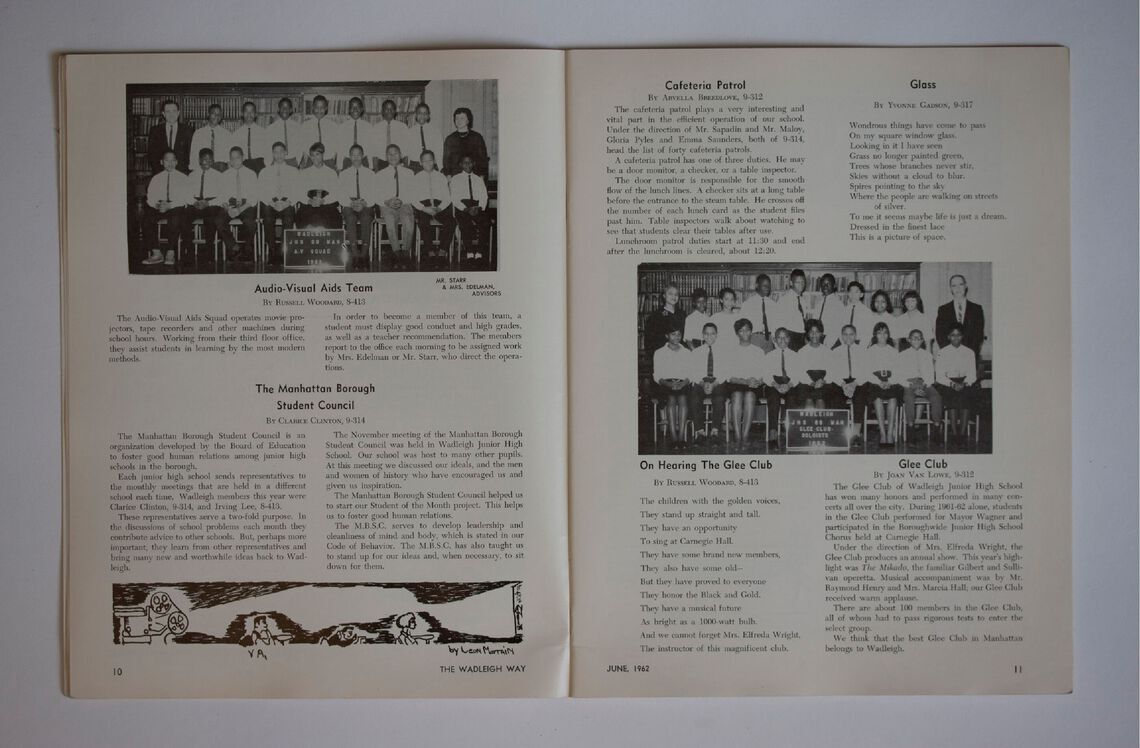 WADLEIGH
JHS 88 MAN
A-V SQUAD
1962
MR. STARR
& MRS. EDELMAN,
ADVISORS
Audio-Visual Aids Team
By Russell Woodard, 8-413
The Audio-Visual Aids Squad operates movie pro-
jectors, tape recorders and other machines during
school hours. Working from their third floor office,
they assist students in learning by the most modern
methods.
In order to become a member of this team, a
student must display good conduct and high grades,
as well as a teacher recommendation. The members
report to the office each morning to be assigned work
by Mrs. Edelman or Mr. Starr, who direct the opera-
tions.
The Manhattan Borough
Student Council
By Clarice Clinton, 9-314
The Manhattan Borough Student Council is an
organization developed by the Board of Education
to foster good human relations among junior high
schools in the borough.
Each junior high school sends representatives to
the monthly meetings that are held in a different
school each time. Wadleigh members this year were
Clarice Clinton, 9-314, and Irving Lee, 8-413.
These representatives serve a two-fold purpose. In
the discussions of school problems each month they
contribute advice to other schools. But, perhaps more
important, they learn from other representatives and
bring many new and worthwhile ideas back to Wad-
leigh.
The November meeting of the Manhattan Borough
Student Council was held in Wadleigh Junior High
School. Our school was host to many other pupils.
At this meeting we discussed our ideals, and the men
and women of history who have encouraged us and
given us inspiration.
The Manhattan Borough Student Council helped us
to start our Student of the Month project. This helps
us to foster good human relations.
The M.B.S.C. serves to develop leadership and
cleanliness of mind and body, which is stated in our
Code of Behavior. The M.B.S.C. has also taught us
to stand up for our ideas and, when necessary, to sit
down for them.
by Leon
10
THE WADLEIGH WAY
Cafeteria Patrol
By Arvella Breedlove, 9-312
The cafeteria patrol plays a very interesting and
vital part in the efficient operation of our school.
Under the direction of Mr. Sapadin and Mr. Maloy,
Gloria Pyles and Emma Saunders, both of 9-314,
head the list of forty cafeteria patrols.
A cafeteria patrol has one of three duties. He may
be a door monitor, a checker, or a table inspector.
The door monitor is responsible for the smooth
flow of the lunch lines. A checker sits at a long table
before the entrance to the steam table. He crosses off
the number of each lunch card as the student files
past him. Table inspectors walk about watching to
see that students clear their tables after use.
Lunchroom patrol duties start at 11:30 and end
after the lunchroom is cleared, about 12:20.
Glass
By Yvonne Gadson, 9-317
Wondrous things have come to pass
On my square window glass.
Looking in it I have seen
Grass no longer painted green,
Trees whose branches never stir,
Skies without a cloud to blur.
Spires pointing to the sky
Where the people are walking on streets
of silver.
To me it seems maybe life is just a dream.
Dressed in the finest lace
This is a picture of space.
WADLEIGH
JHS 88 MAN
GLEE CLUB-
SOLOISTS
1962
On Hearing The Glee Club
By Russell Woodard, 8-413
The children with the golden voices,
They stand up straight and tall.
They have an opportunity
To sing at Carnegie Hall.
They have some brand new members,
They also have some old—
But they have proved to everyone
They honor the Black and Gold.
They have a musical future
As bright as a 1000-watt bulb.
And we cannot forget Mrs. Elfreda Wright,
The instructor of this magnificent club.
Glee Club
By Joan Van Lowe, 9-312
The Glee Club of Wadleigh Junior High School
has won many honors and performed in many con-
certs all over the city. During 1961-62 alone, students
in the Glee Club performed for Mayor Wagner and
participated in the Boroughwide Junior High School
Chorus held at Carnegie Hall.
Under the direction of Mrs. Elfreda Wright, the
Glee Club produces an annual show. This year's high-
light was The Mikado, the familiar Gilbert and Sulli-
van operetta. Musical accompaniment was by Mr.
Raymond Henry and Mrs. Marcia Hall; our Glee Club
received warm applause.
There are about 100 members in the Glee Club,
all of whom had to pass rigorous tests to enter the
select group.
We think that the best Glee Club in Manhattan
belongs to Wadleigh.
JUNE, 1962
11